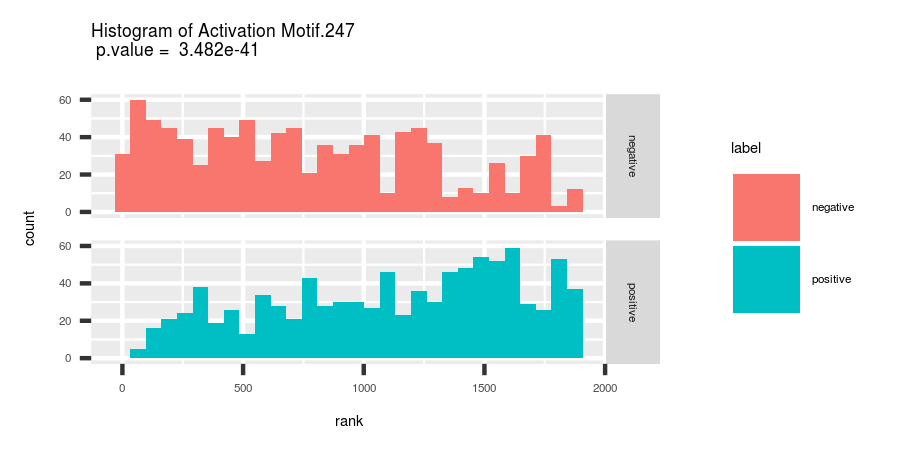 Histogram of Activation Motif.247
p.value = 3.482e-41
60
40
20
0
negative
60
40
20
0
positive
0
500
1000
1500
2000
count
rank
label
negative
positive